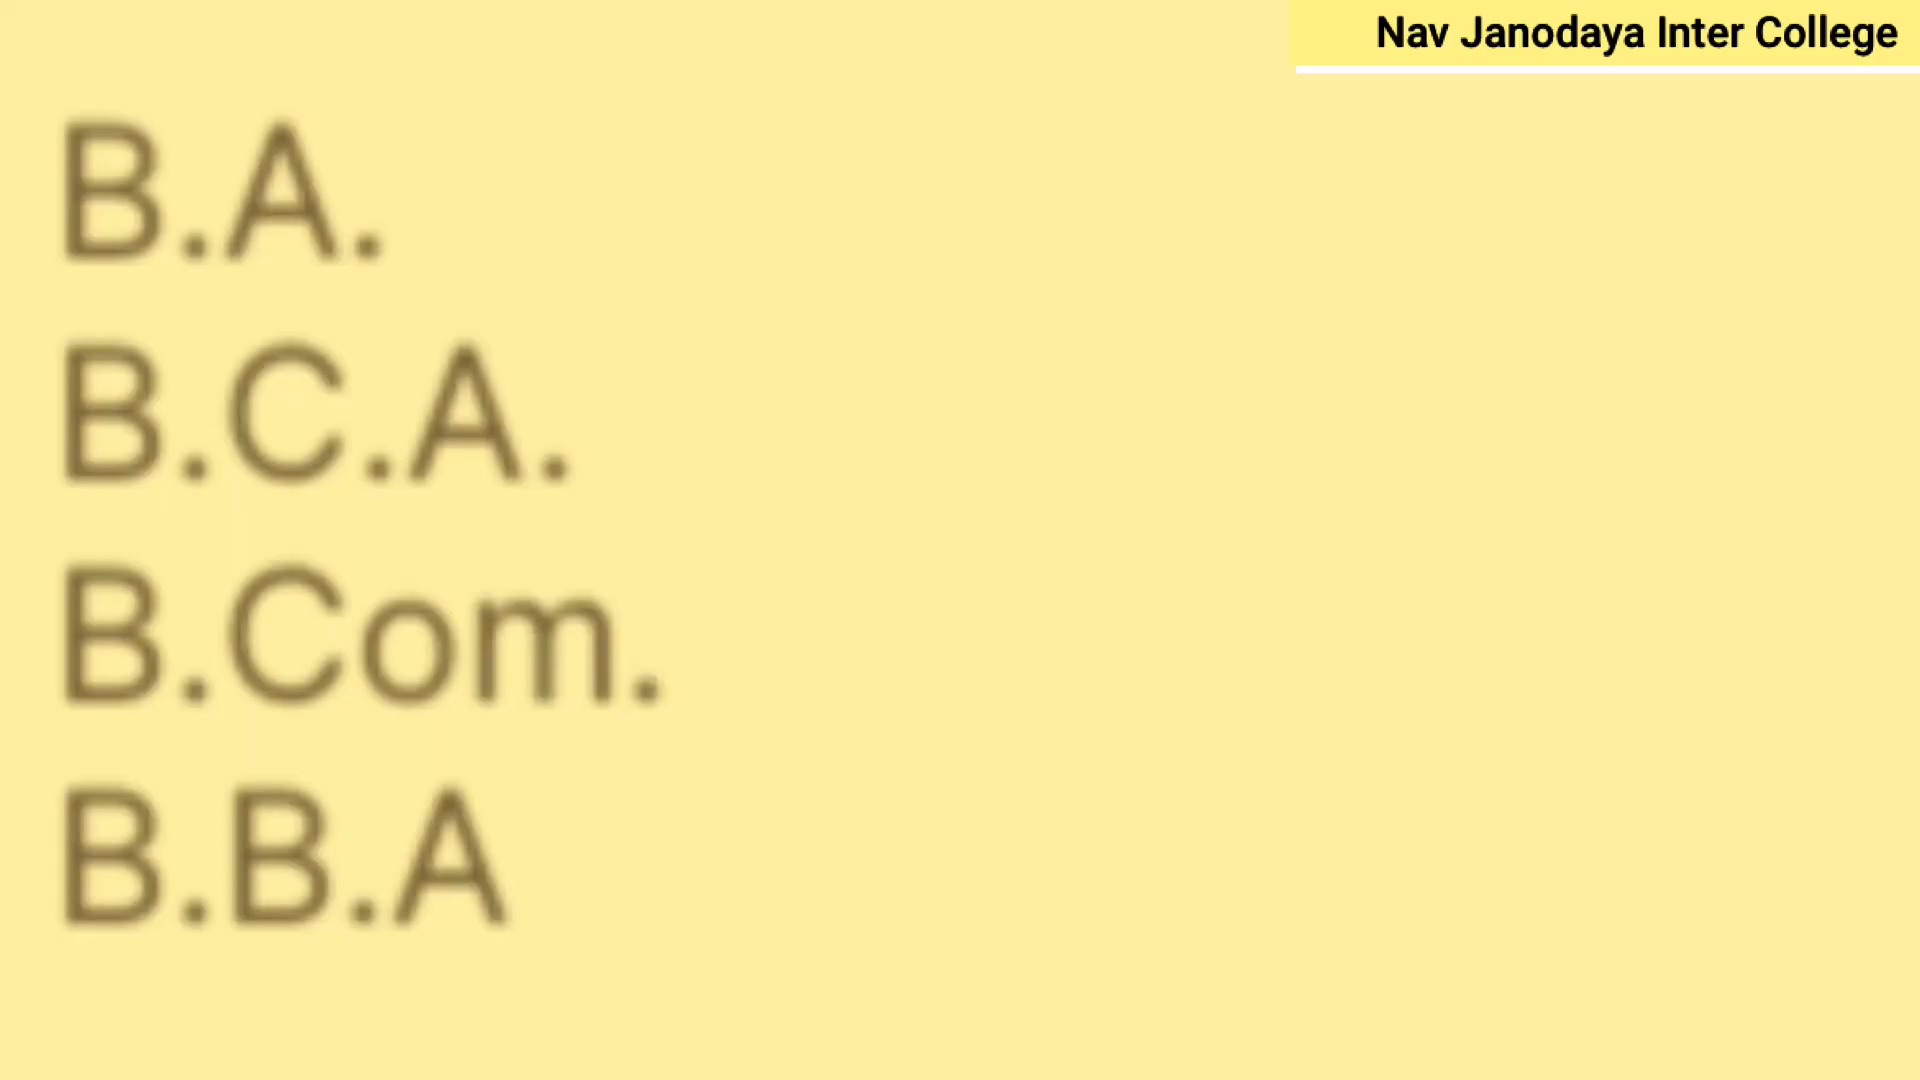 Nav Janodaya Inter College
B.A.
B.C.A.
B.Com.
B.B.A